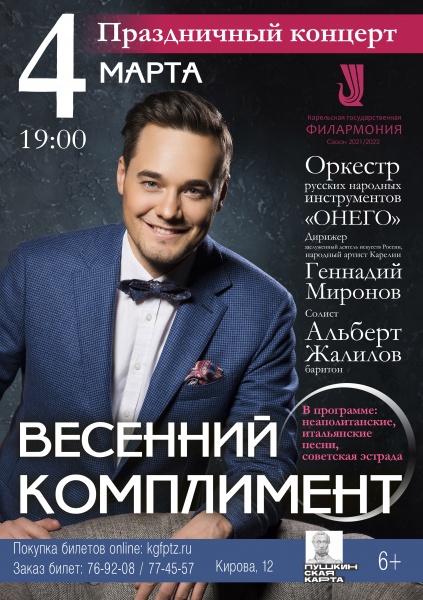 4 Праздничный концерт
МАРТА
19:00
Карельская государственная
ФИЛАРМОНИЯ
Сезон 2021/2022
Оркестр
русских народных
инструментов
«ОНЕГО»
Дирижер
заслуженный деятель искусств России,
народный артист Карелии
Геннадий
Миронов
Солист
Альберт
Жалилов
баритон
В программе:
неаполитанские,
итальянские
песни,
советская эстрада
ВЕСЕННИЙ
КОМПЛИМЕНТ
Покупка билетов online: kgfptz.ru
Заказ билет: 76-92-08 / 77-45-57
Кирова, 12
ПУШКИН
СКАЯ
КАРТА
6+